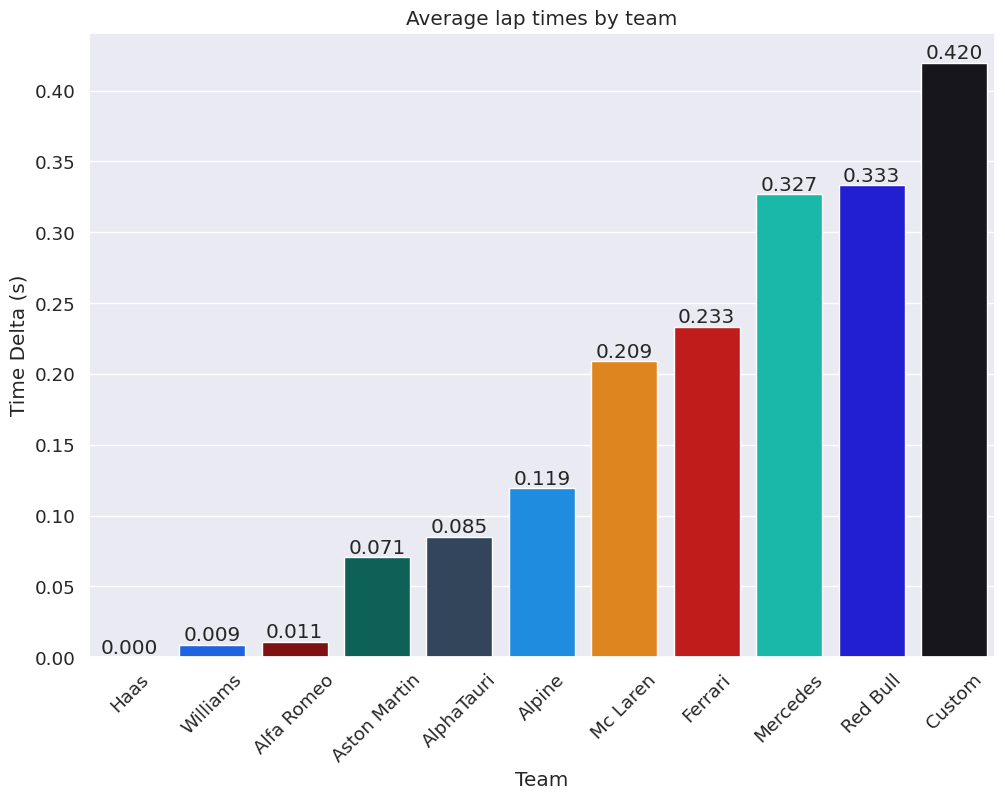 Average lap times by team
Time Delta (s)
0.40
0.35
0.30
0.25
0.20
0.15
0.10
0.05
0.00
0.000
0.009
0.011
0.071
0.085
0.119
0.209
0.233
0.327
0.333
0.420
Haas
Williams
Alfa Romeo
Aston Martin
AlphaTauri
Alpine
Mc Laren
Ferrari
Mercedes
Red Bull
Custom
Team